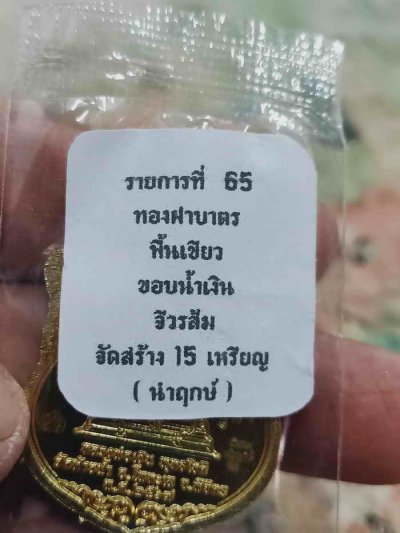 รายการที่ 65
ทองฝาบาตร
พื้นเขียว
ขอบน้ำเงิน
จีวรส้ม
จัดสร้าง 15 เหรียญ
( นำฤกษ์ )